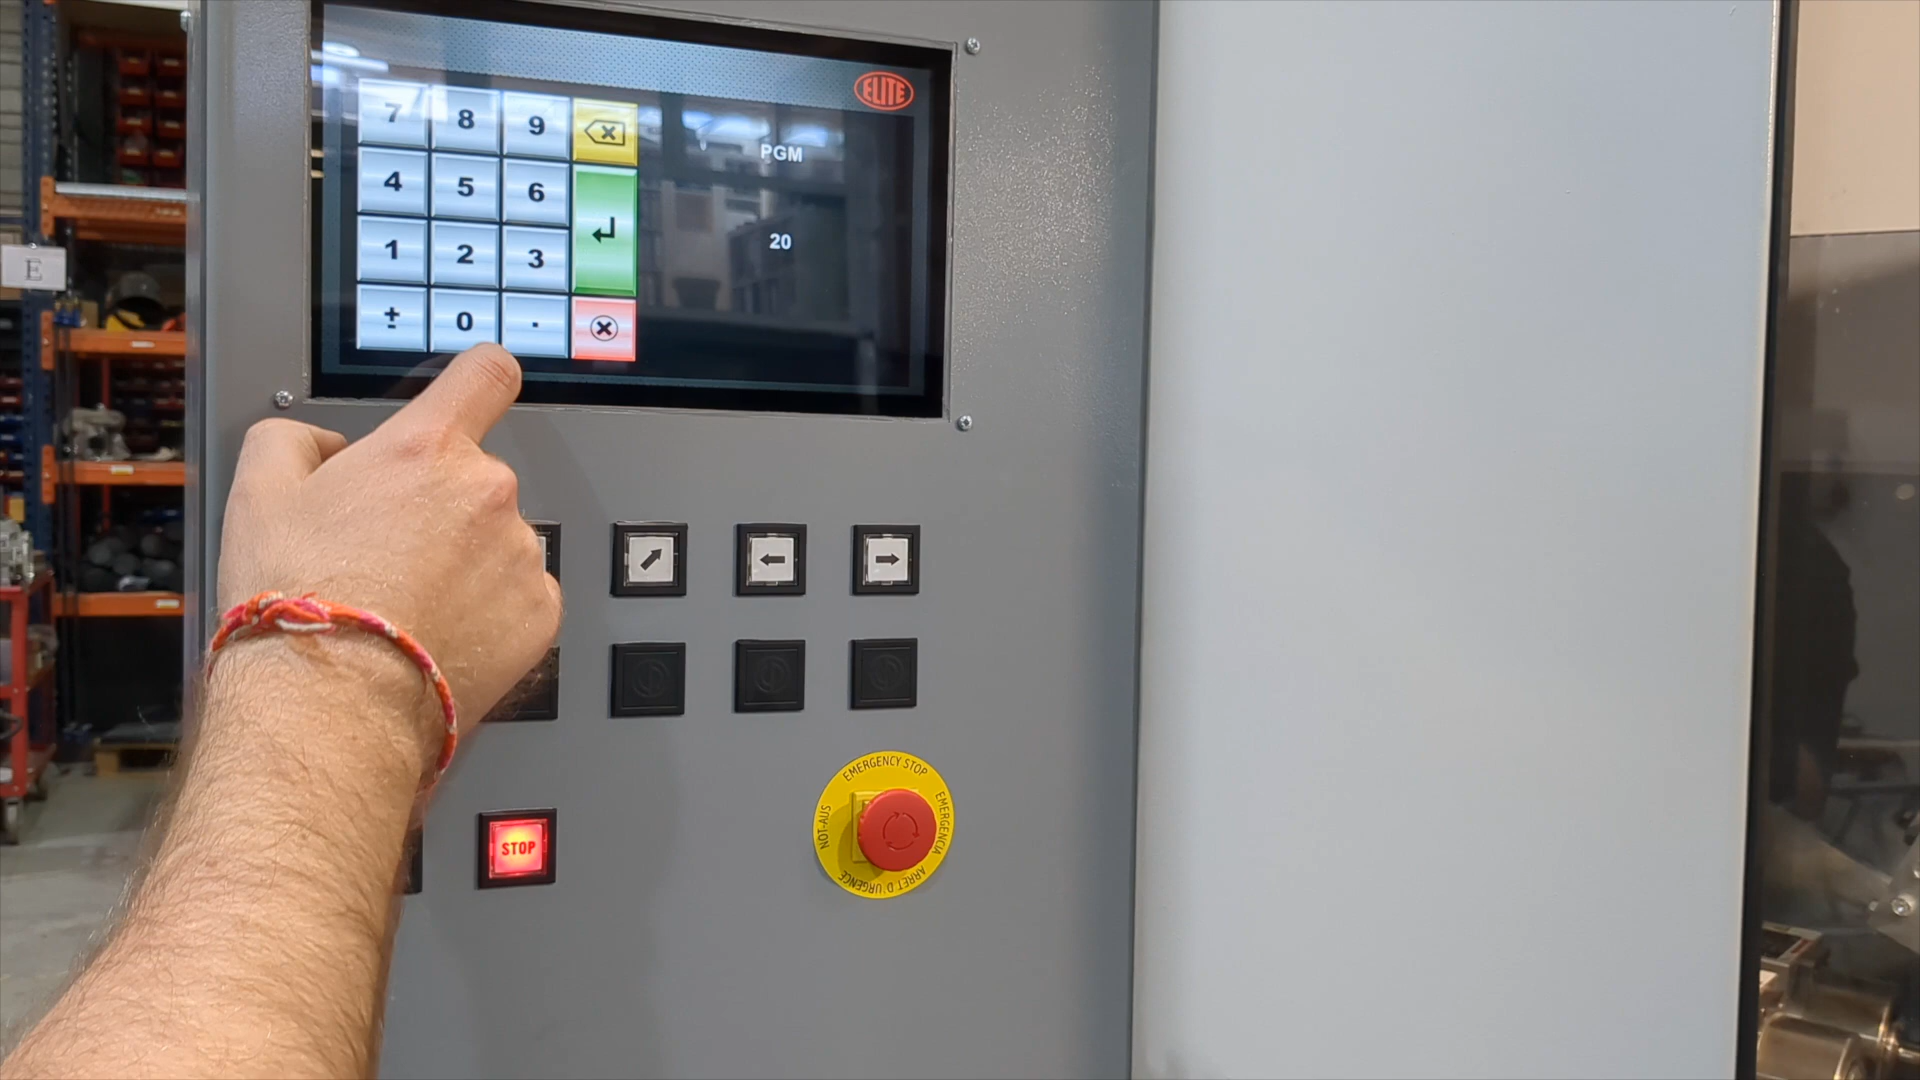 ELITE
7 8 9
PGM
4 5 6
20
1 2 3
± 0 .
E
STOP
EMERGENCY STOP
EMERGENCIA
ARRET D'URGENCE
NOT-AUS